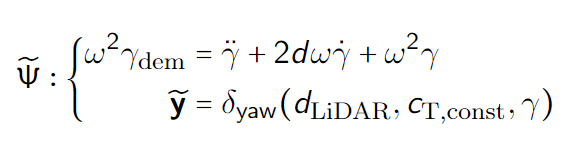 Ψ̃ : { ω²γ_dem = γ̈ + 2dωγ̇ + ω²γ
ỹ = δ_yaw(d_LiDAR, c_T,const, γ)